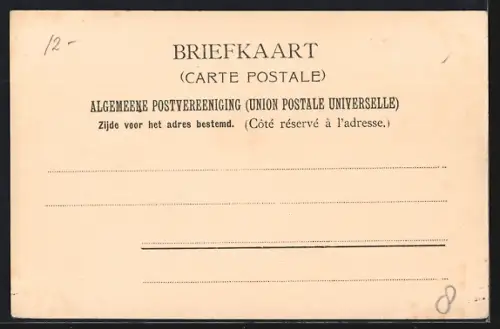 12-
BRIEFKAART
(CARTE POSTALE)
ALGEMEENE POSTVEREENIGING (UNION POSTALE UNIVERSELLE)
Zijde voor het adres bestemd. (Côté réservé à l'adresse.)
8